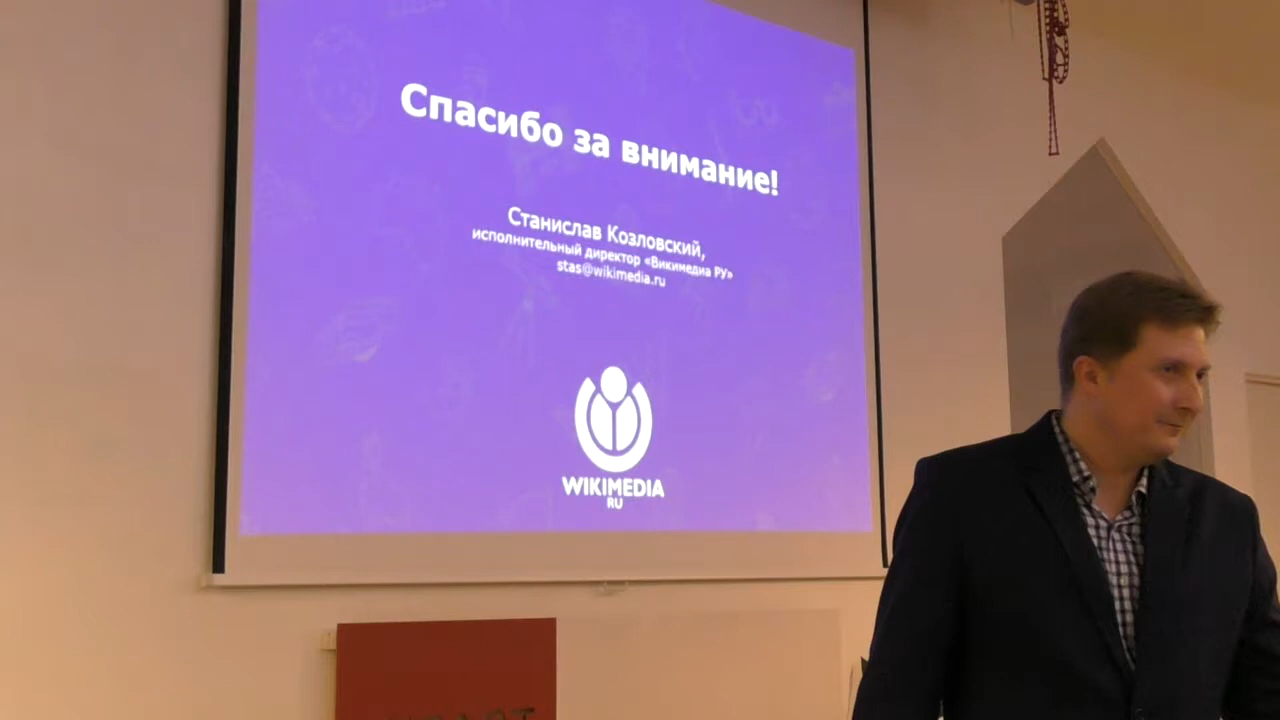 Спасибо за внимание!
Станислав Козловский,
исполнительный директор «Викимедиа РУ»
stas@wikimedia.ru
WIKIMEDIA
RU